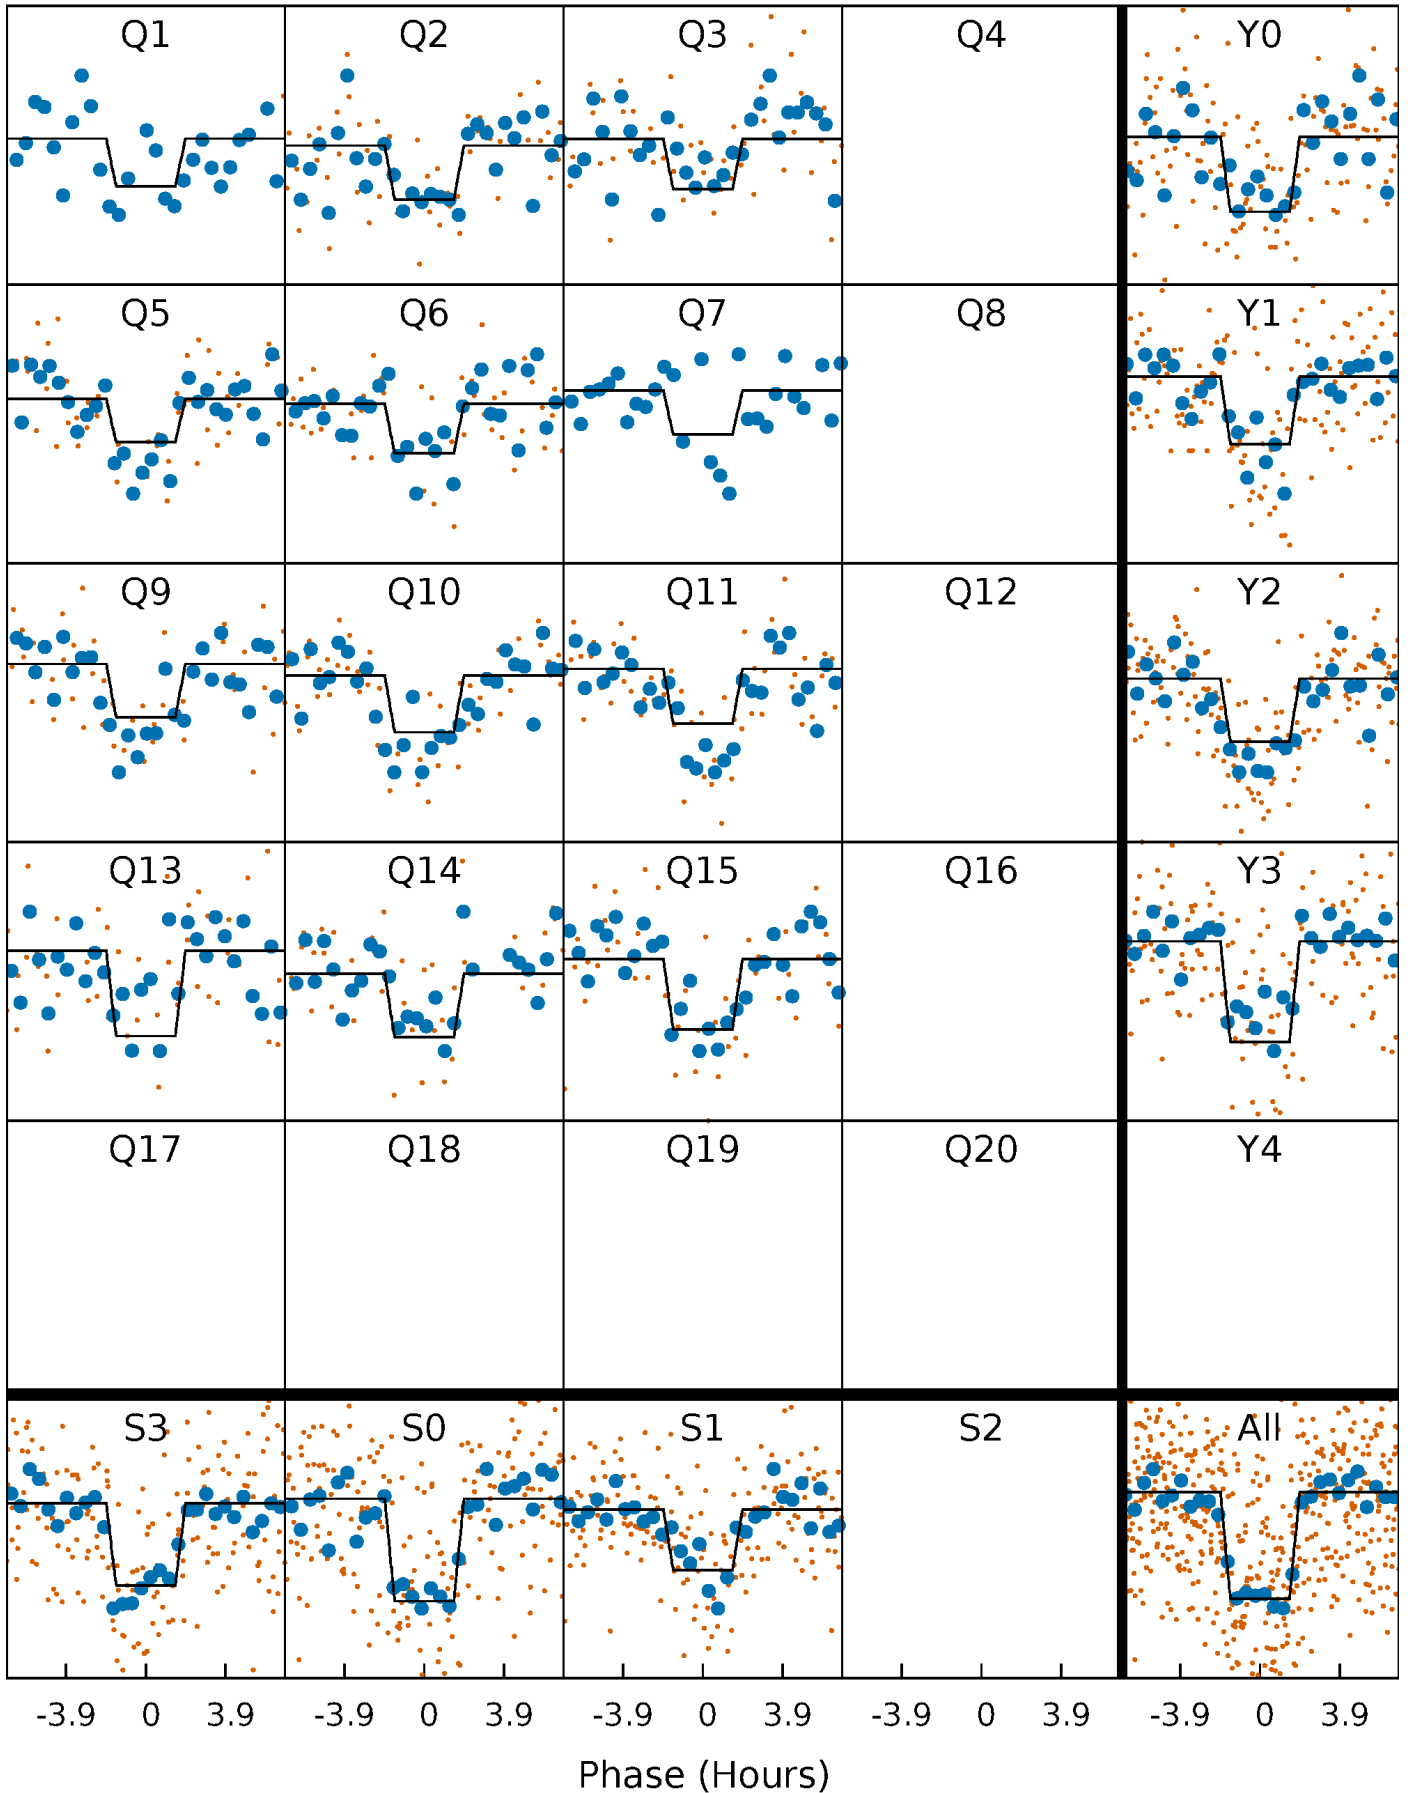 Q1 Q2 Q3 Q4 Y0
Q5 Q6 Q7 Q8 Y1
Q9 Q10 Q11 Q12 Y2
Q13 Q14 Q15 Q16 Y3
Q17 Q18 Q19 Q20 Y4
S3 S0 S1 S2 All
-3.9 0 3.9 -3.9 0 3.9 -3.9 0 3.9 -3.9 0 3.9 -3.9 0 3.9
Phase (Hours)